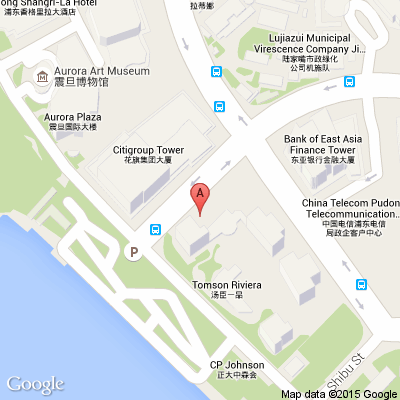 ong Shangri-La Hotel
浦东香格里拉大酒店
拉蒂娜
Lujiazui Municipal
Virescence Company Ji...
陆家嘴市政绿化
公司机施队
Aurora Art Museum
震旦博物馆
Aurora Plaza
震旦国际大楼
Citigroup Tower
花旗集团大厦
Bank of East Asia
Finance Tower
东亚银行金融大厦
A
China Telecom Pudon
Telecommunication...
中国电信浦东电信
局政企客户中心
P
Tomson Riviera
汤臣一品
CP Johnson
正大中森会
Shibu St
Google
Map data ©2015 Google